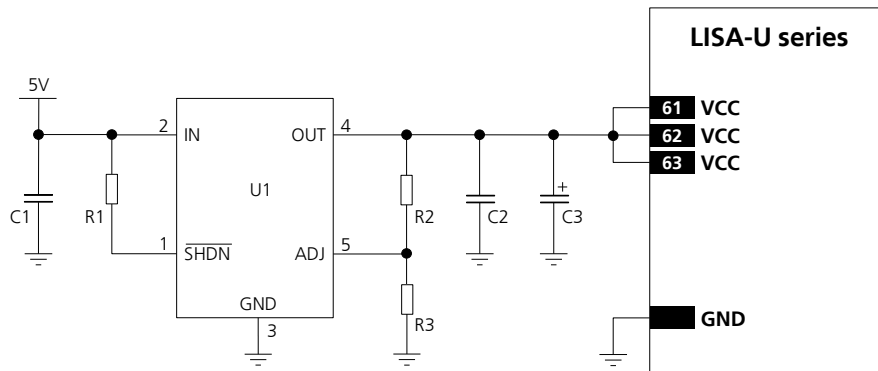 LISA-U series
5V
61 VCC
62 VCC
63 VCC
2 IN
OUT 4
U1
C1
R1
R2
C2
+
C3
1 SHDN
ADJ 5
GND
3
R3
GND